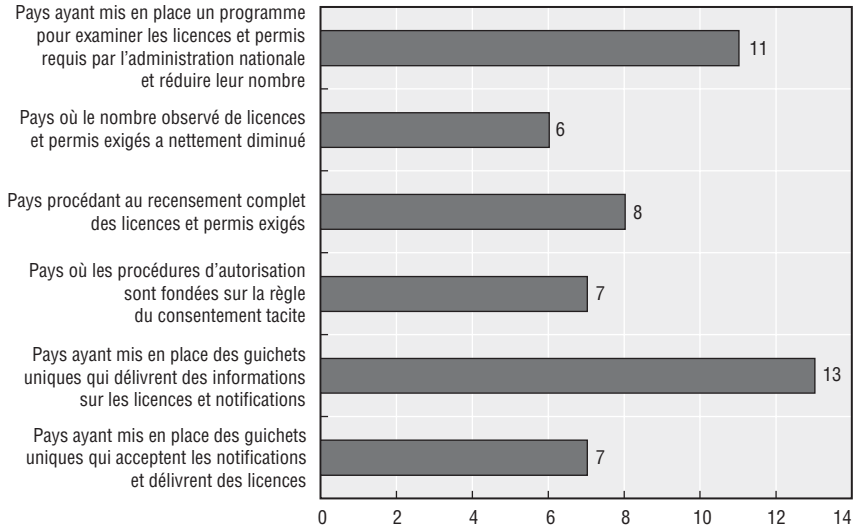 Pays ayant mis en place un programme
pour examiner les licences et permis
requis par l'administration nationale
et réduire leur nombre
11
Pays où le nombre observé de licences
et permis exigés a nettement diminué
6
Pays procédant au recensement complet
des licences et permis exigés
8
Pays où les procédures d'autorisation
sont fondées sur la règle
du consentement tacite
7
Pays ayant mis en place des guichets
uniques qui délivrent des informations
sur les licences et notifications
13
Pays ayant mis en place des guichets
uniques qui acceptent les notifications
et délivrent des licences
7
0 2 4 6 8 10 12 14